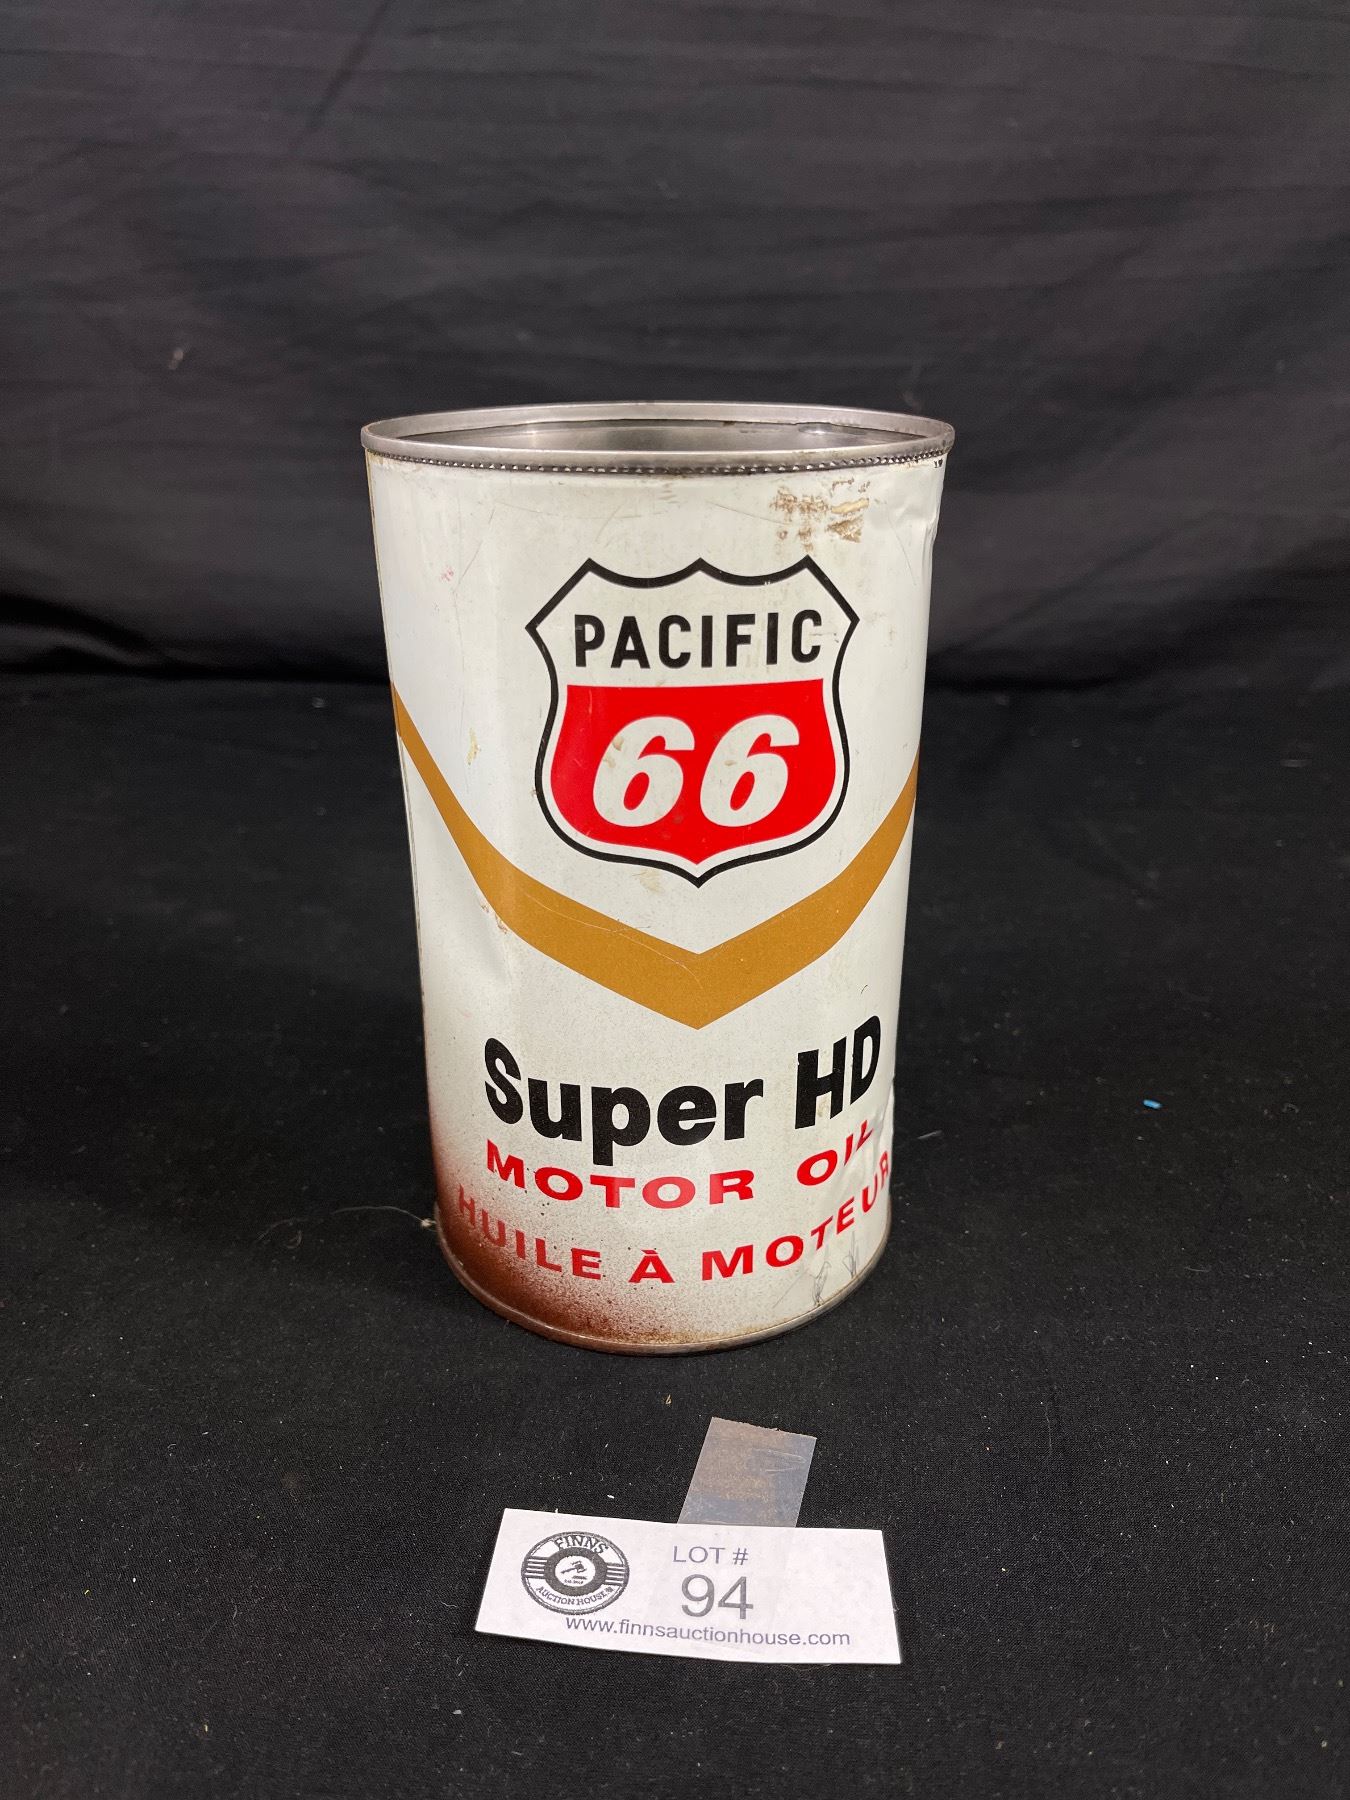 PACIFIC
66
Super HD
MOTOR OIL
HUILE À MOTEUR
FINNS
AUCTION HOUSE
LOT #
94
www.finnsauctionhouse.com